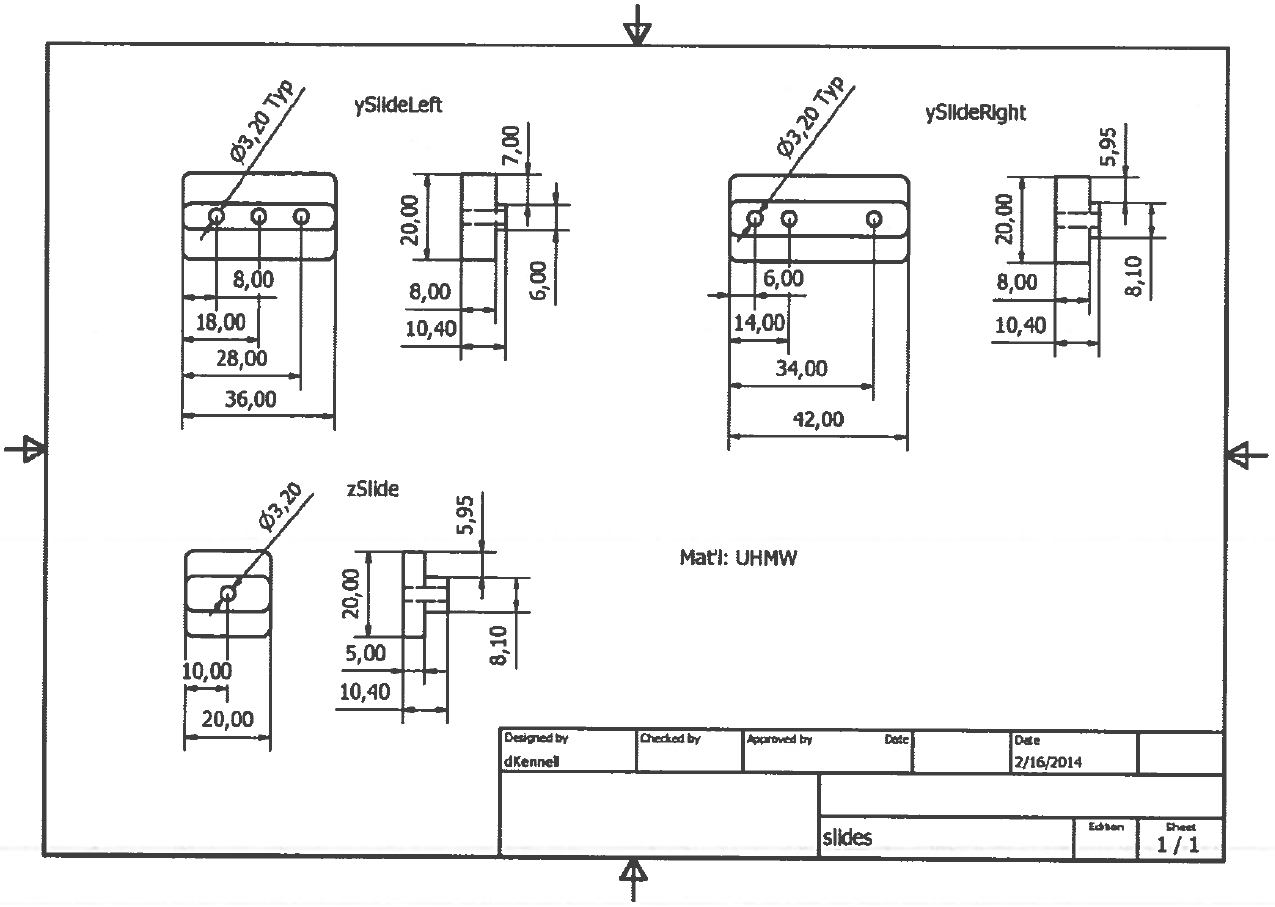 ySlideLeft
Ø3,20 Typ
7,00
20,00
8,00
8,00
6,00
18,00
10,40
28,00
36,00
ySlideRight
Ø3,20 Typ
5,95
20,00
6,00
8,00
8,10
14,00
10,40
34,00
42,00
zSlide
Ø3,20
5,95
20,00
8,10
10,00
5,00
10,40
20,00
Mat'l: UHMW
Designed by
dKennell
Checked by
Approved by
Date
Date
2/16/2014
slides
Edition
Sheet
1 / 1